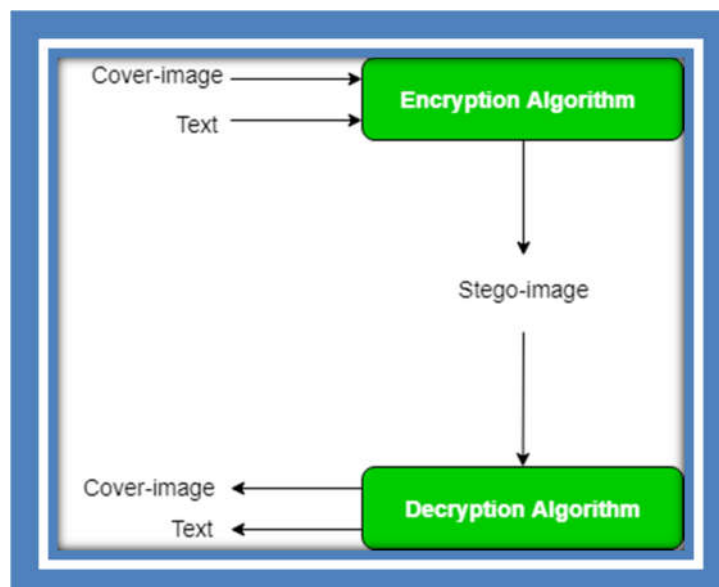 Cover-image
Encryption Algorithm
Text
Stego-image
Cover-image
Decryption Algorithm
Text